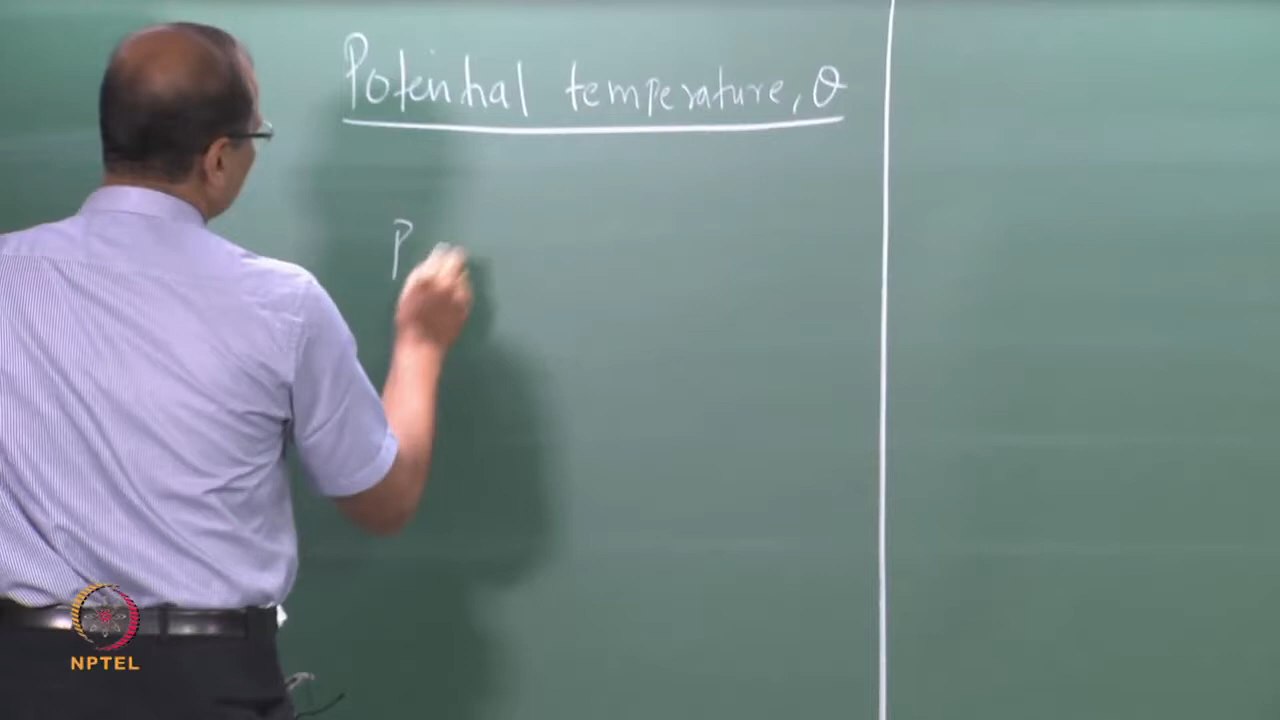 Potential temperature, θ
P
NPTEL